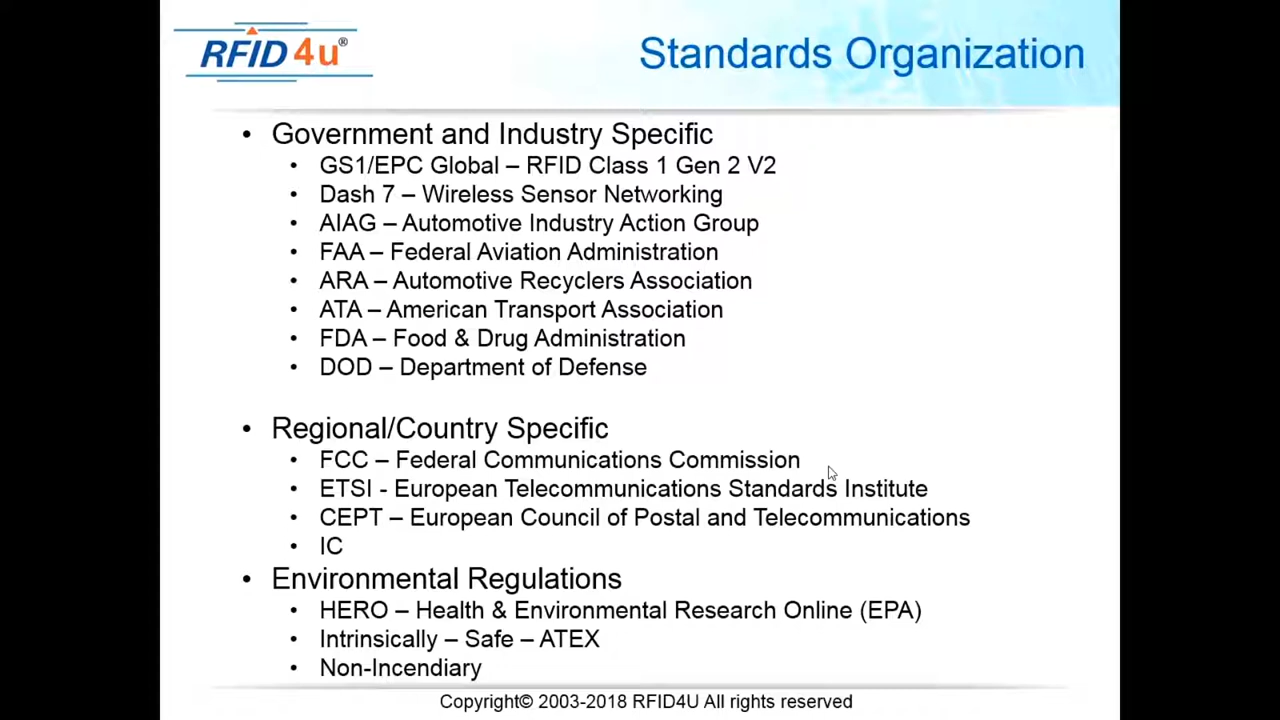 RFID4u®
Standards Organization
• Government and Industry Specific
• GS1/EPC Global – RFID Class 1 Gen 2 V2
• Dash 7 – Wireless Sensor Networking
• AIAG – Automotive Industry Action Group
• FAA – Federal Aviation Administration
• ARA – Automotive Recyclers Association
• ATA – American Transport Association
• FDA – Food & Drug Administration
• DOD – Department of Defense
• Regional/Country Specific
• FCC – Federal Communications Commission
• ETSI - European Telecommunications Standards Institute
• CEPT – European Council of Postal and Telecommunications
• IC
• Environmental Regulations
• HERO – Health & Environmental Research Online (EPA)
• Intrinsically – Safe – ATEX
• Non-Incendiary
Copyright© 2003-2018 RFID4U All rights reserved